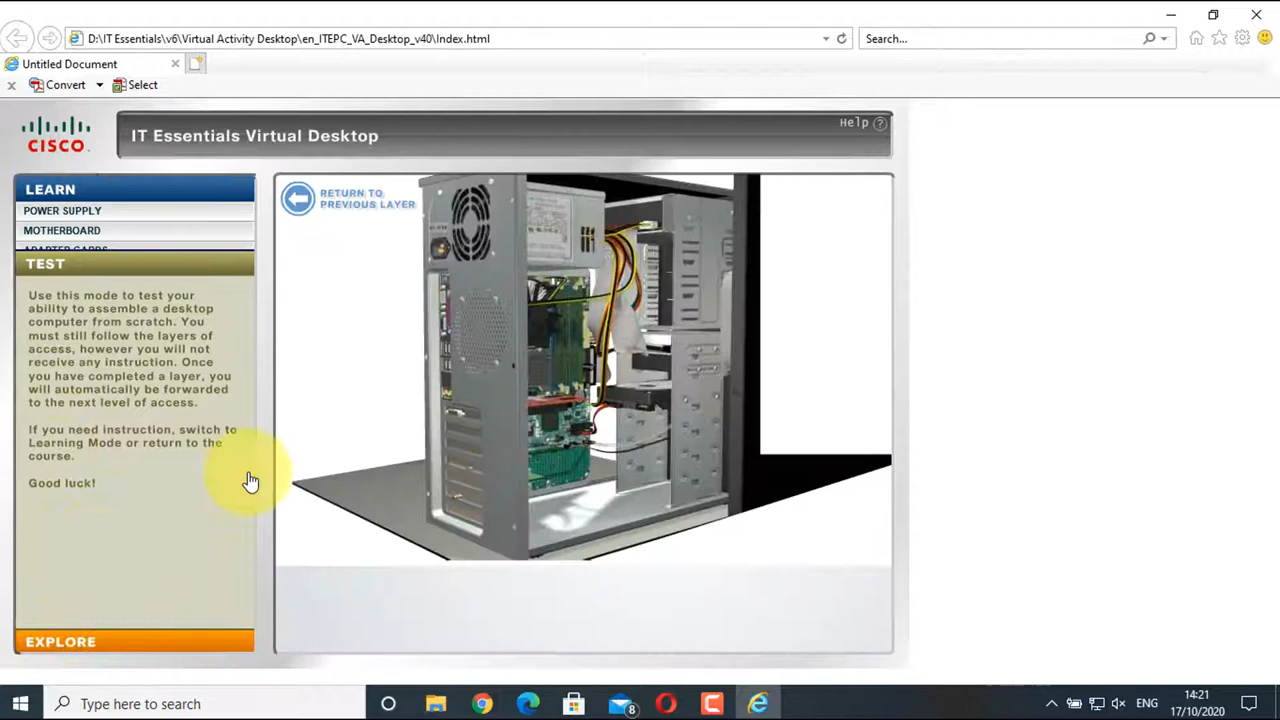 D:\IT Essentials\v6\Virtual Activity Desktop\en_ITEPC_VA_Desktop_v40\Index.html
Search...
Untitled Document
Convert
Select
CISCO
IT Essentials Virtual Desktop
Help ?
LEARN
POWER SUPPLY
MOTHERBOARD
ADAPTER CARDS
TEST
Use this mode to test your
ability to assemble a desktop
computer from scratch. You
must still follow the layers of
access, however you will not
receive any instruction. Once
you have completed a layer, you
will automatically be forwarded
to the next level of access.
If you need instruction, switch to
Learning Mode or return to the
course.
Good luck!
EXPLORE
RETURN TO
PREVIOUS LAYER
Type here to search
8
ENG
14:21
17/10/2020